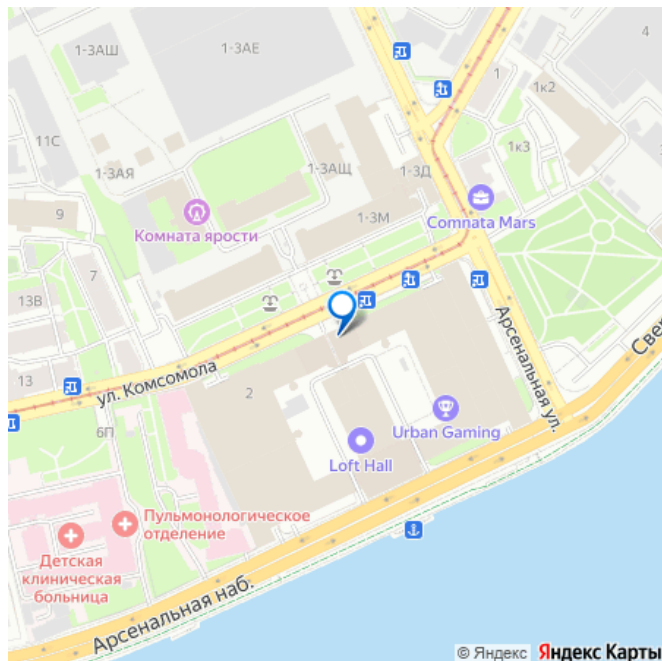 4
1-3АШ
1-3АЕ
1
1к2
11С
1к3
1-3АЩ
1-3Д
1-3АЯ
9
Комната ярости
1-3М
Comnata Mars
7
13В
Арсенальная ул.
13
ул. Комсомола
2
6П
Urban Gaming
Loft Hall
Пульмонологическое
отделение
Детская
клиническая
больница
Арсенальная наб.
© Яндекс Яндекс Карты